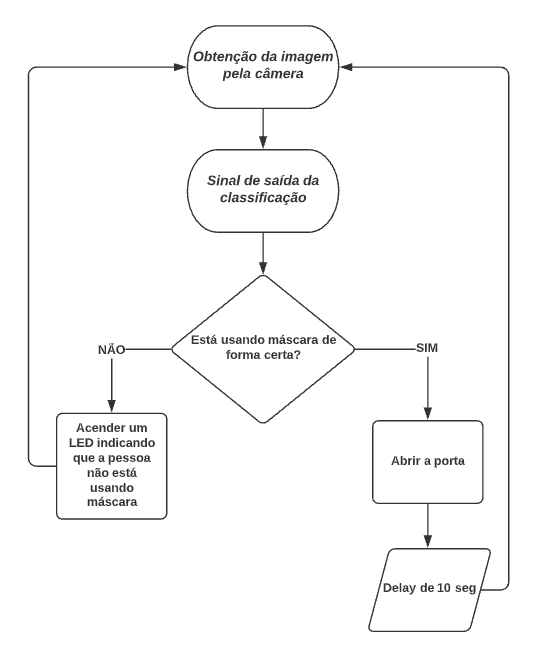 Obtenção da imagem
pela câmera
Sinal de saída da
classificação
Está usando máscara de
forma certa?
NÃO
SIM
Acender um
LED indicando
que a pessoa
não está
usando
máscara
Abrir a porta
Delay de 10 seg